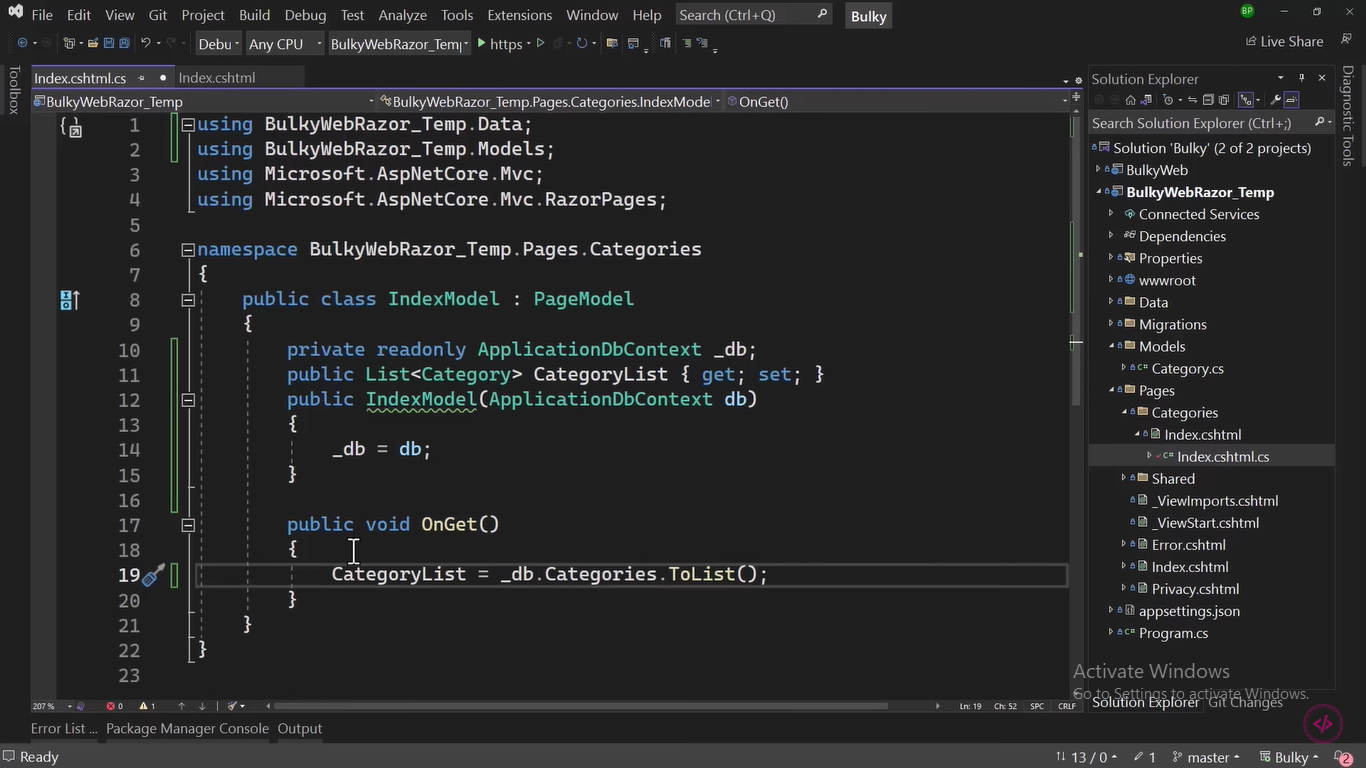 File Edit View Git Project Build Debug Test Analyze Tools Extensions Window Help Search (Ctrl+Q) Bulky BP
Debu Any CPU BulkyWebRazor_Tem https Live Share
Toolbox
Index.cshtml.cs Index.cshtml
BulkyWebRazor_Temp BulkyWebRazor_Temp.Pages.Categories.IndexMode OnGet()
1 using BulkyWebRazor_Temp.Data;
2 using BulkyWebRazor_Temp.Models;
3 using Microsoft.AspNetCore.Mvc;
4 using Microsoft.AspNetCore.Mvc.RazorPages;
5
6 namespace BulkyWebRazor_Temp.Pages.Categories
7 {
8 public class IndexModel : PageModel
9 {
10 private readonly ApplicationDbContext _db;
11 public List<Category> CategoryList { get; set; }
12 public IndexModel(ApplicationDbContext db)
13 {
14 _db = db;
15 }
16
17 public void OnGet()
18 {
19 CategoryList = _db.Categories.ToList();
20 }
21 }
22 }
23
207 % 0 1 Ln: 19 Ch: 52 SPC CRLF
Solution Explorer
Search Solution Explorer (Ctrl+;)
Solution 'Bulky' (2 of 2 projects)
BulkyWeb
BulkyWebRazor_Temp
Connected Services
Dependencies
Properties
wwwroot
Data
Migrations
Models
Category.cs
Pages
Categories
Index.cshtml
Index.cshtml.cs
Shared
_ViewImports.cshtml
_ViewStart.cshtml
Error.cshtml
Index.cshtml
Privacy.cshtml
appsettings.json
Program.cs
Diagnostic Tools
Activate Windows
Go to Settings to activate Windows.
Solution Explorer Git Changes
Error List ... Package Manager Console Output
Ready 13 / 0 1 master Bulky 2